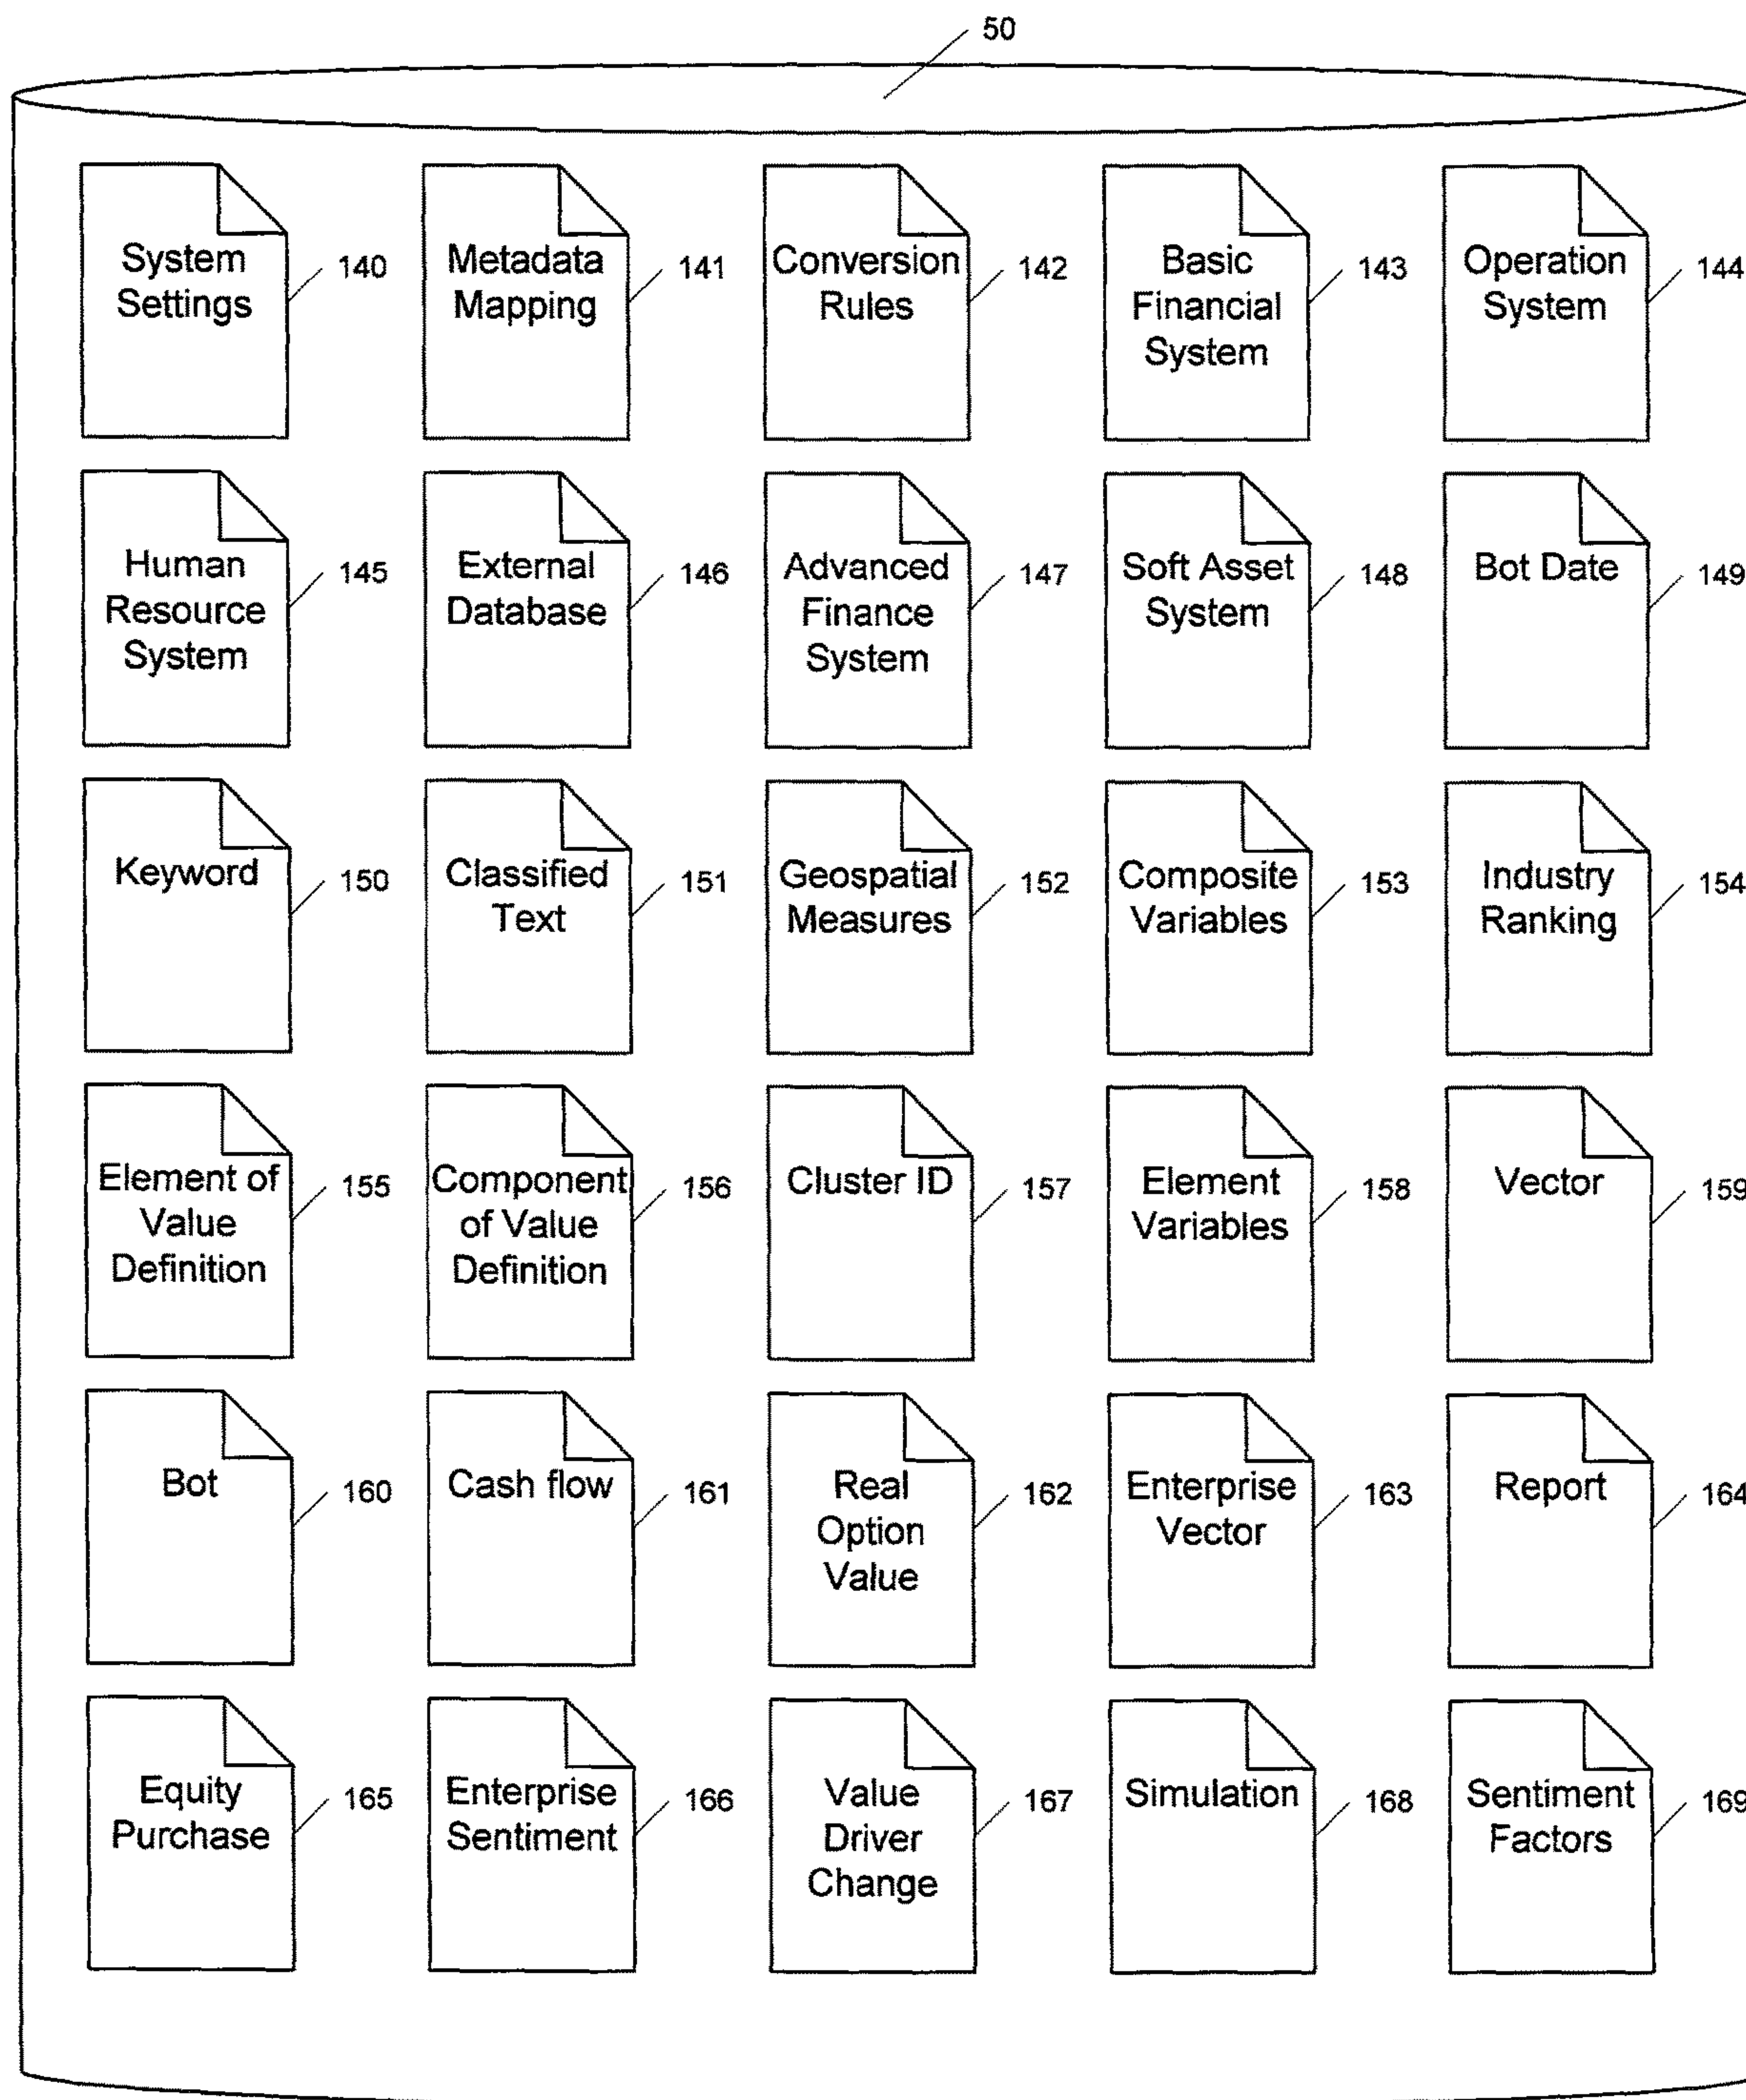 50
System
Settings
140
Metadata
Mapping
141
Conversion
Rules
142
Basic
Financial
System
143
Operation
System
144
Human
Resource
System
145
External
Database
146
Advanced
Finance
System
147
Soft Asset
System
148
Bot Date
149
Keyword
150
Classified
Text
151
Geospatial
Measures
152
Composite
Variables
153
Industry
Ranking
154
Element of
Value
Definition
155
Component
of Value
Definition
156
Cluster ID
157
Element
Variables
158
Vector
159
Bot
160
Cash flow
161
Real
Option
Value
162
Enterprise
Vector
163
Report
164
Equity
Purchase
165
Enterprise
Sentiment
166
Value
Driver
Change
167
Simulation
168
Sentiment
Factors
169